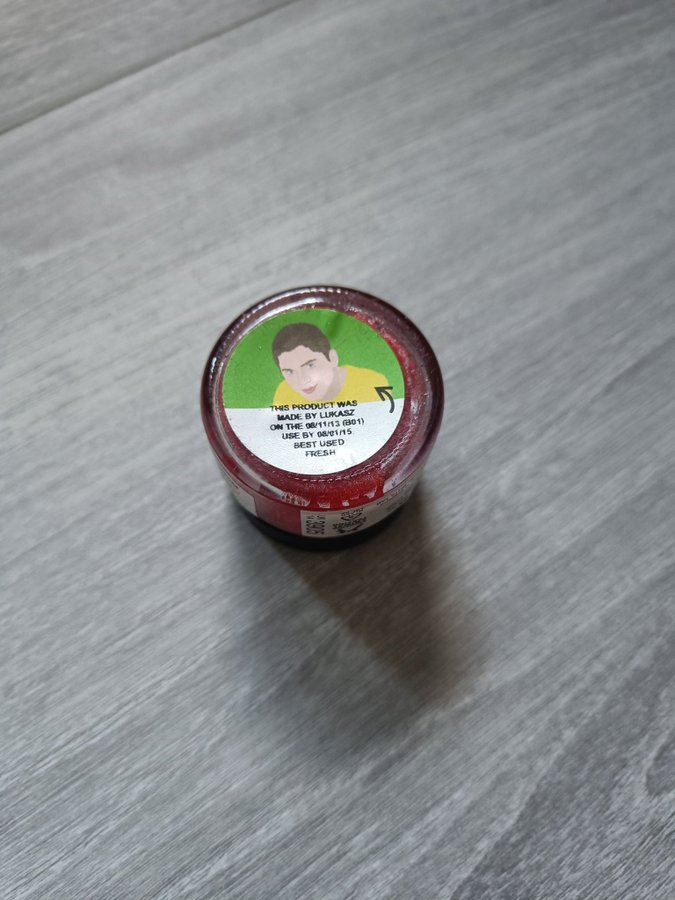 THIS PRODUCT WAS
MADE BY LUKASZ
ON THE 08/11/13 (B01)
USE BY 08/01/15
BEST USED
FRESH